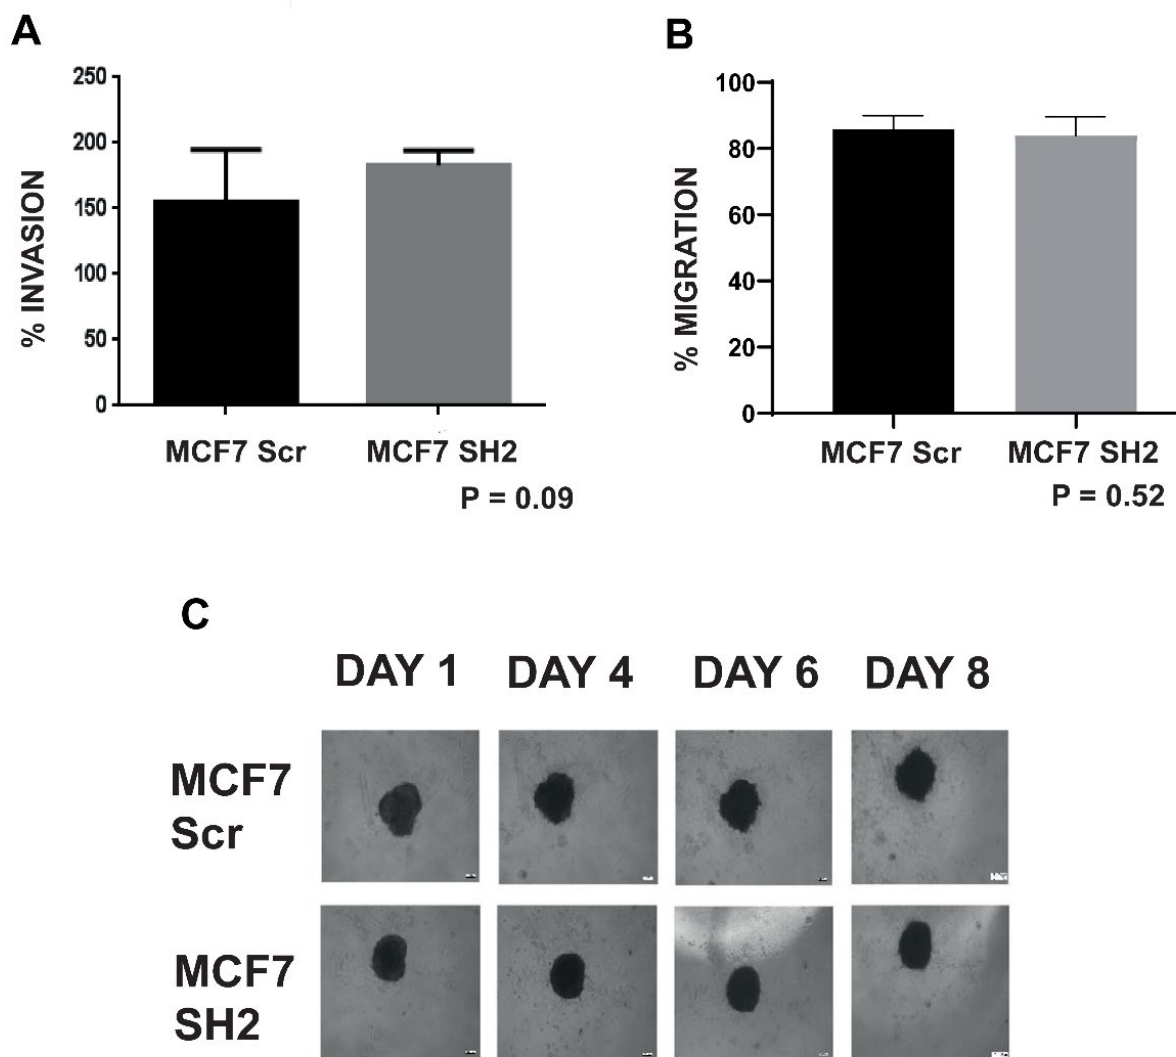 A
250
200
150
100
50
0
% INVASION
MCF7 Scr
MCF7 SH2
P = 0.09
B
100
80
60
40
20
0
% MIGRATION
MCF7 Scr
MCF7 SH2
P = 0.52
C
DAY 1
DAY 4
DAY 6
DAY 8
MCF7
Scr
MCF7
SH2